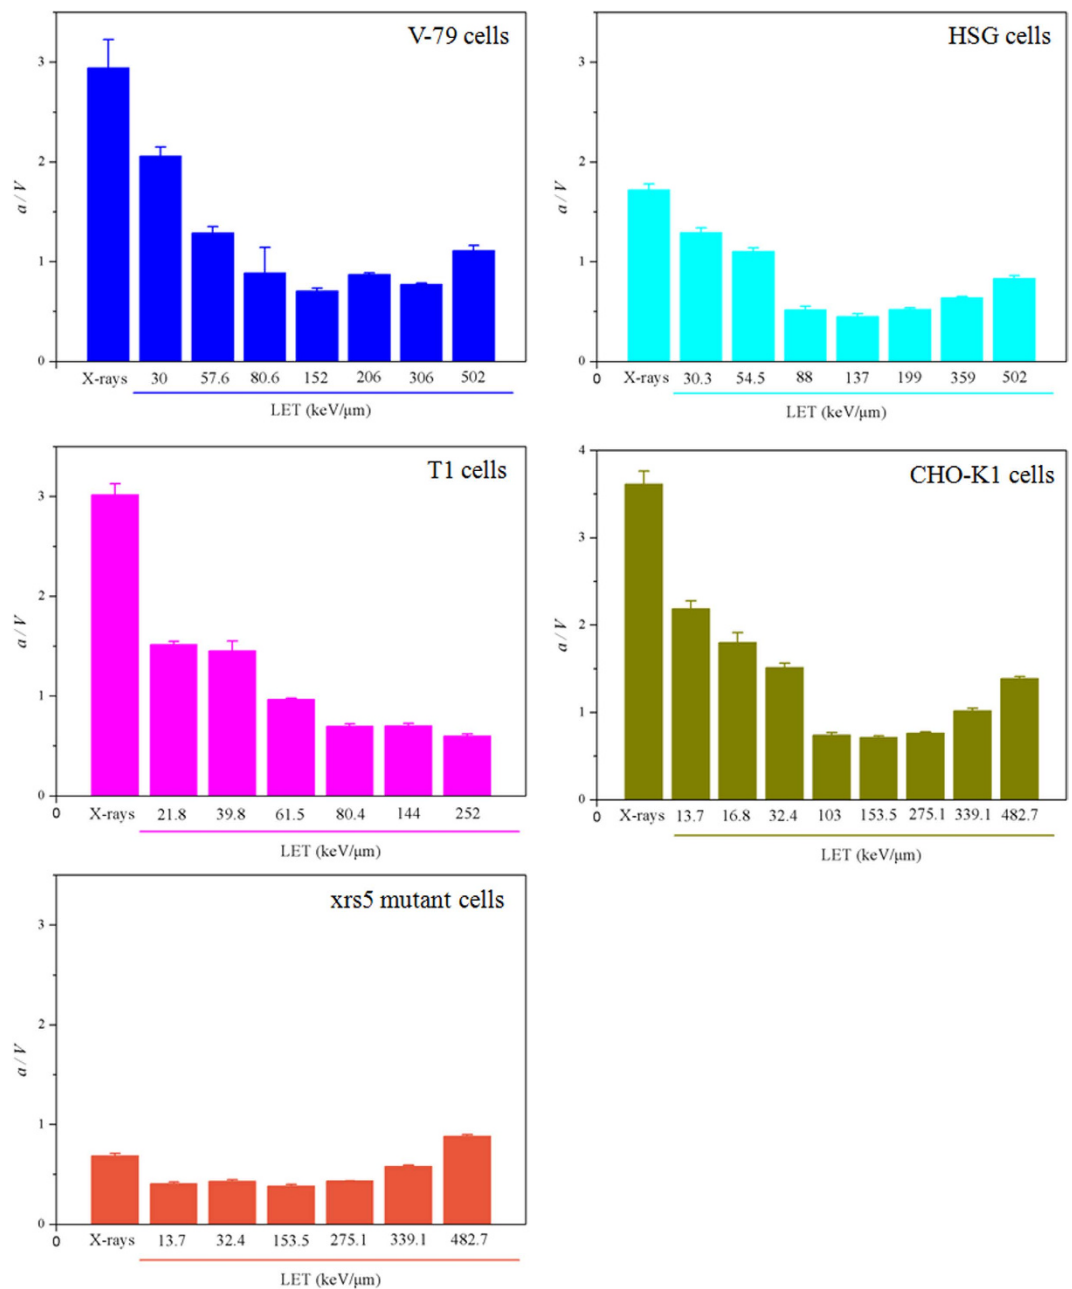 V-79 cells
3
2
1
0
a / V
X-rays 30 57.6 80.6 152 206 306 502
LET (keV/μm)
HSG cells
3
2
1
0
a / V
0 X-rays 30.3 54.5 88 137 199 359 502
LET (keV/μm)
T1 cells
3
2
1
0
a / V
0 X-rays 21.8 39.8 61.5 80.4 144 252
LET (keV/μm)
CHO-K1 cells
4
3
2
1
0
a / V
0 X-rays 13.7 16.8 32.4 103 153.5 275.1 339.1 482.7
LET (keV/μm)
xrs5 mutant cells
3
2
1
0
a / V
0 X-rays 13.7 32.4 153.5 275.1 339.1 482.7
LET (keV/μm)